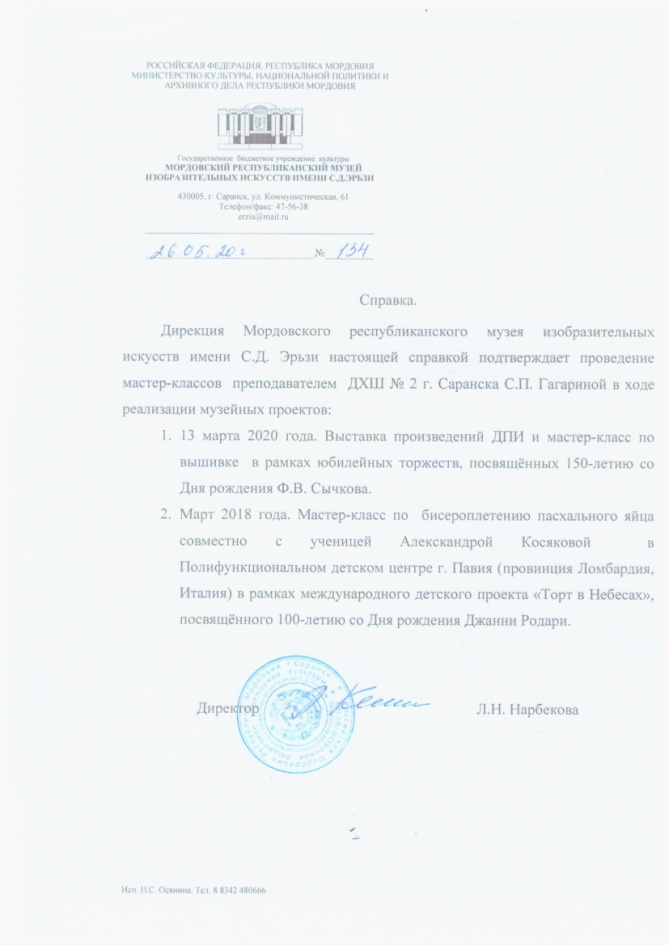 РОССИЙСКАЯ ФЕДЕРАЦИЯ, РЕСПУБЛИКА МОРДОВИЯ
МИНИСТЕРСТВО КУЛЬТУРЫ, НАЦИОНАЛЬНОЙ ПОЛИТИКИ И
АРХИВНОГО ДЕЛА РЕСПУБЛИКИ МОРДОВИЯ
Государственное бюджетное учреждение культуры
МОРДОВСКИЙ РЕСПУБЛИКАНСКИЙ МУЗЕЙ
ИЗОБРАЗИТЕЛЬНЫХ ИСКУССТВ ИМЕНИ С.Д.ЭРЬЗИ
430005, г. Саранск, ул. Коммунистическая, 61
Телефон/факс: 47-56-38
erzia@mail.ru
26.05.20 г № 134
Справка.
Дирекция Мордовского республиканского музея изобразительных
искусств имени С.Д. Эрьзи настоящей справкой подтверждает проведение
мастер-классов преподавателем ДХШ № 2 г. Саранска С.П. Гагариной в ходе
реализации музейных проектов:
1. 13 марта 2020 года. Выставка произведений ДПИ и мастер-класс по
вышивке в рамках юбилейных торжеств, посвящённых 150-летию со
Дня рождения Ф.В. Сычкова.
2. Март 2018 года. Мастер-класс по бисероплетению пасхального яйца
совместно с ученицей Алекскандрой Косяковой в
Полифункциональном детском центре г. Павия (провинция Ломбардия,
Италия) в рамках международного детского проекта «Торт в Небесах»,
посвящённого 100-летию со Дня рождения Джанни Родари.
Директор Л.Н. Нарбекова
Исп. Н.С. Осянина. Тел. 8 8342 480666